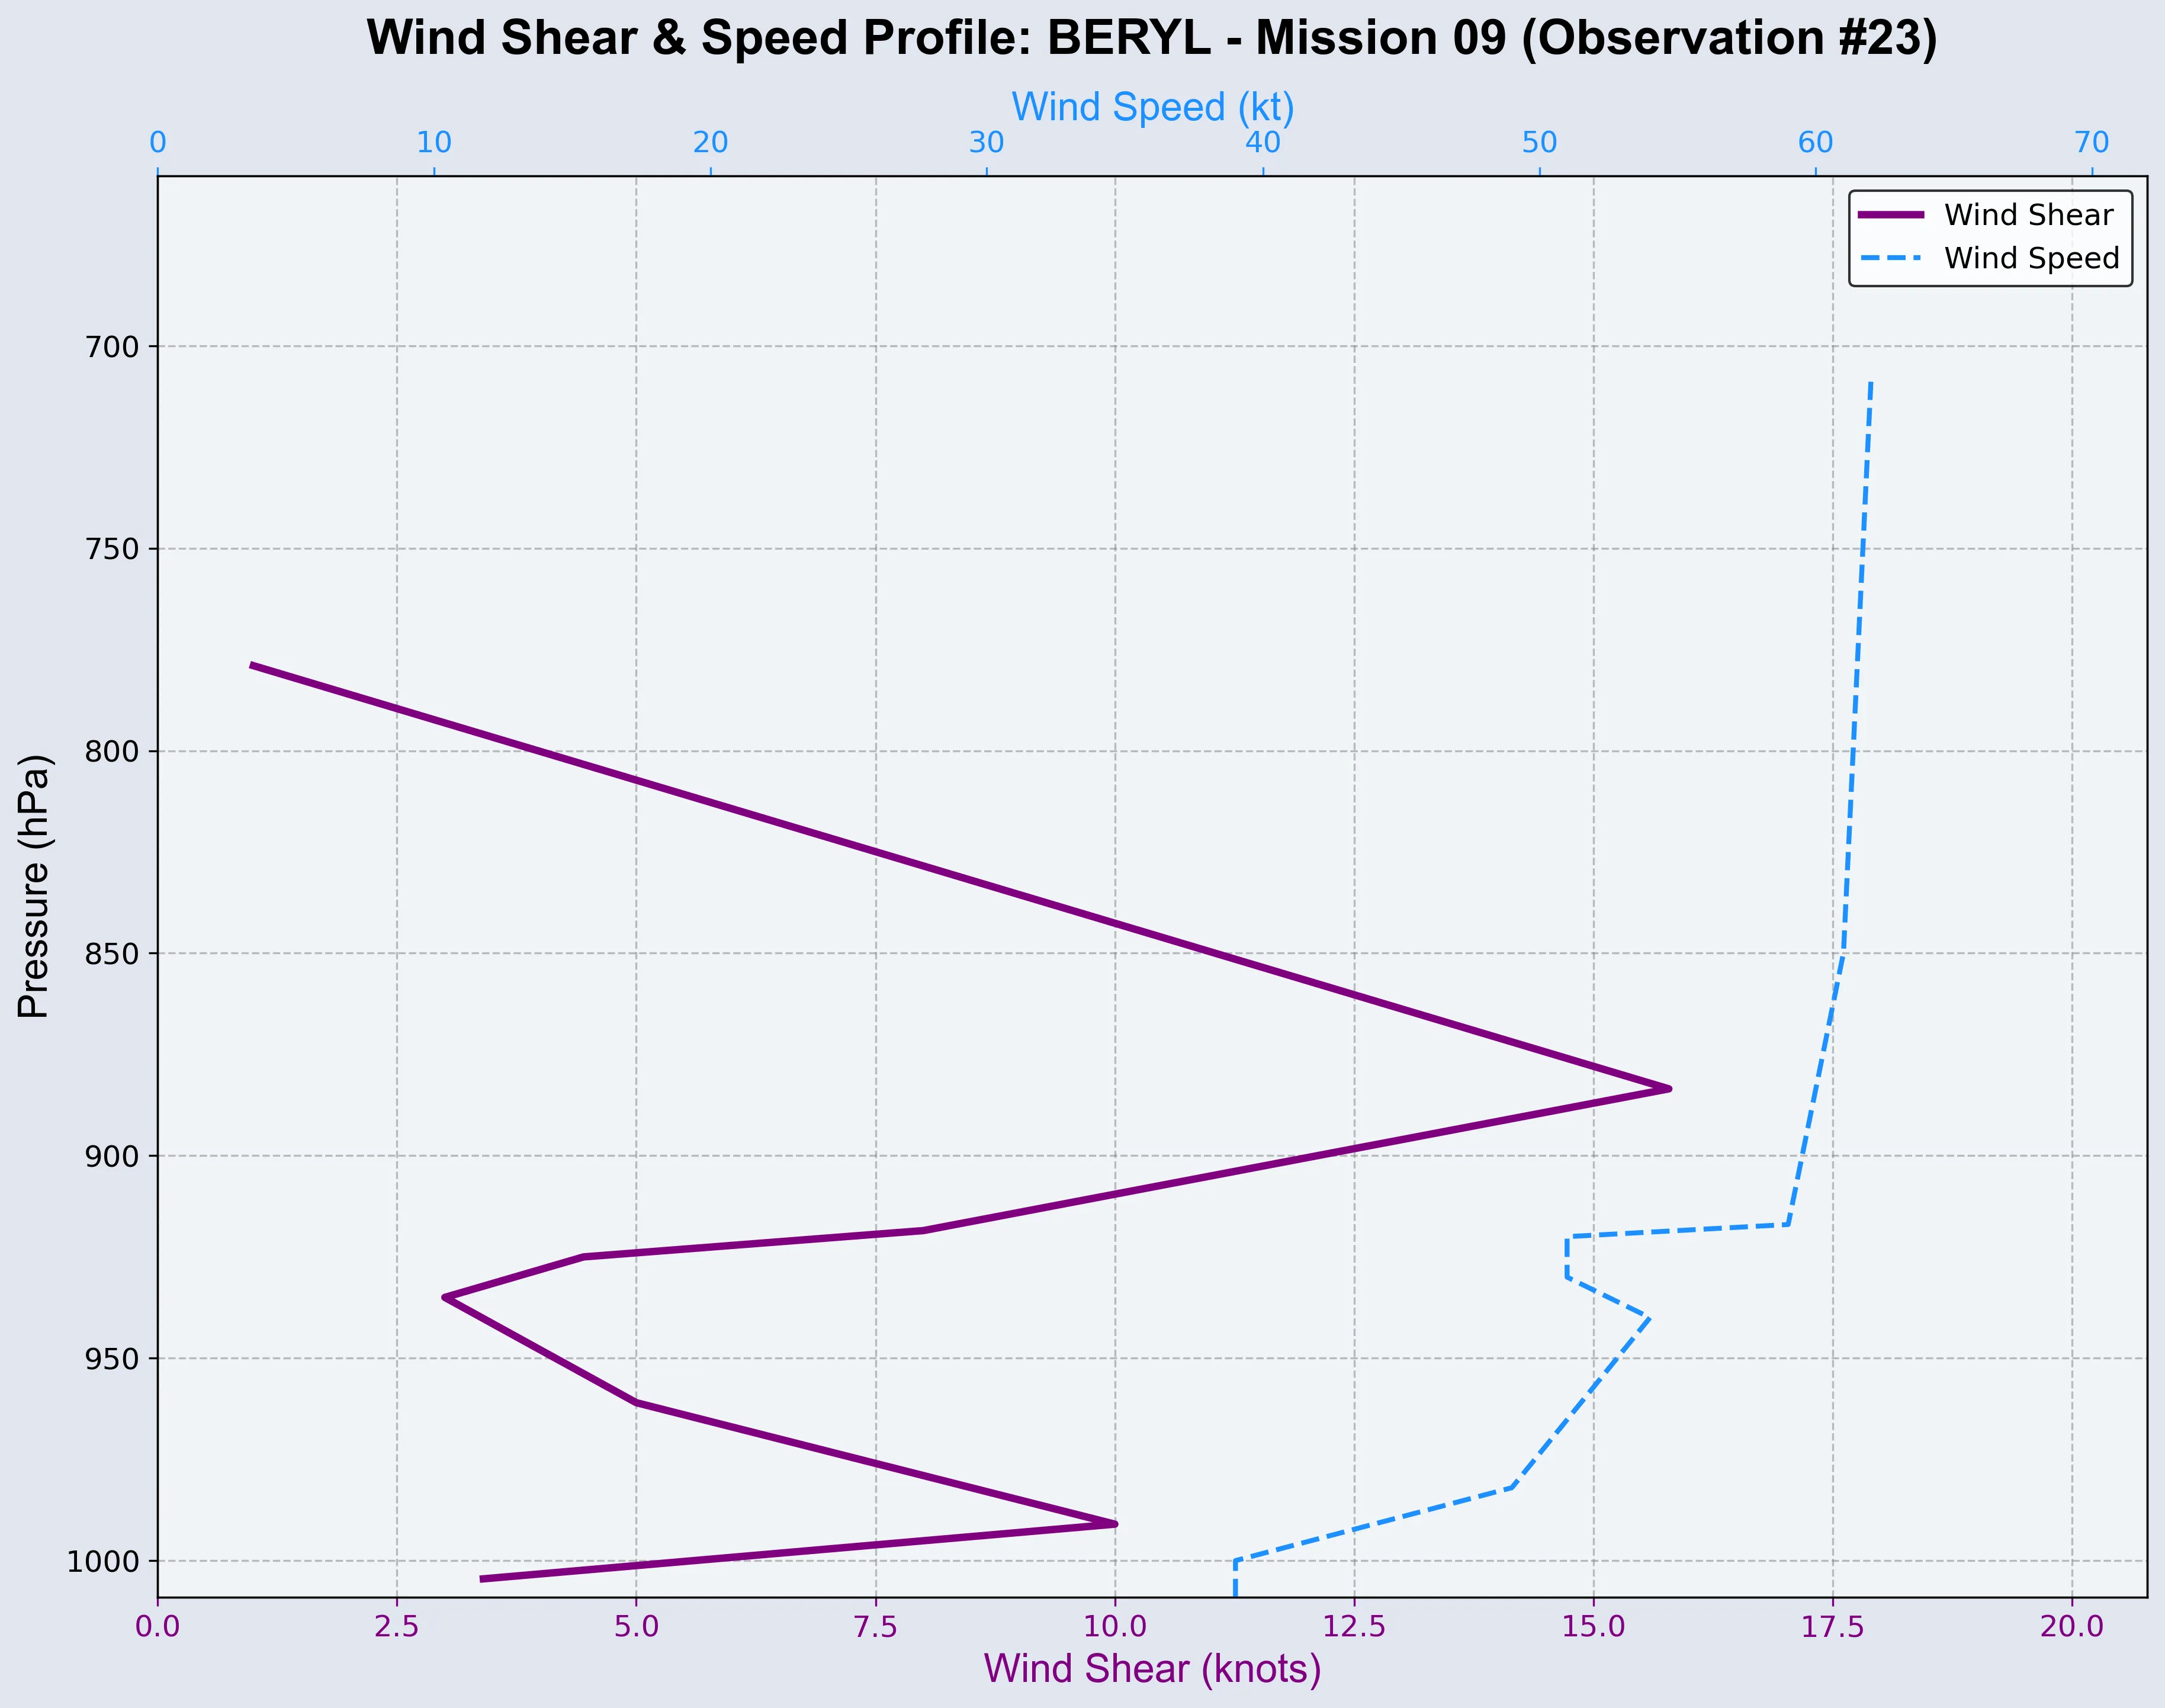 Wind Shear & Speed Profile: BERYL - Mission 09 (Observation #23)
Wind Speed (kt)
0 10 20 30 40 50 60 70
Wind Shear
Wind Speed
Pressure (hPa)
700
750
800
850
900
950
1000
0.0 2.5 5.0 7.5 10.0 12.5 15.0 17.5 20.0
Wind Shear (knots)